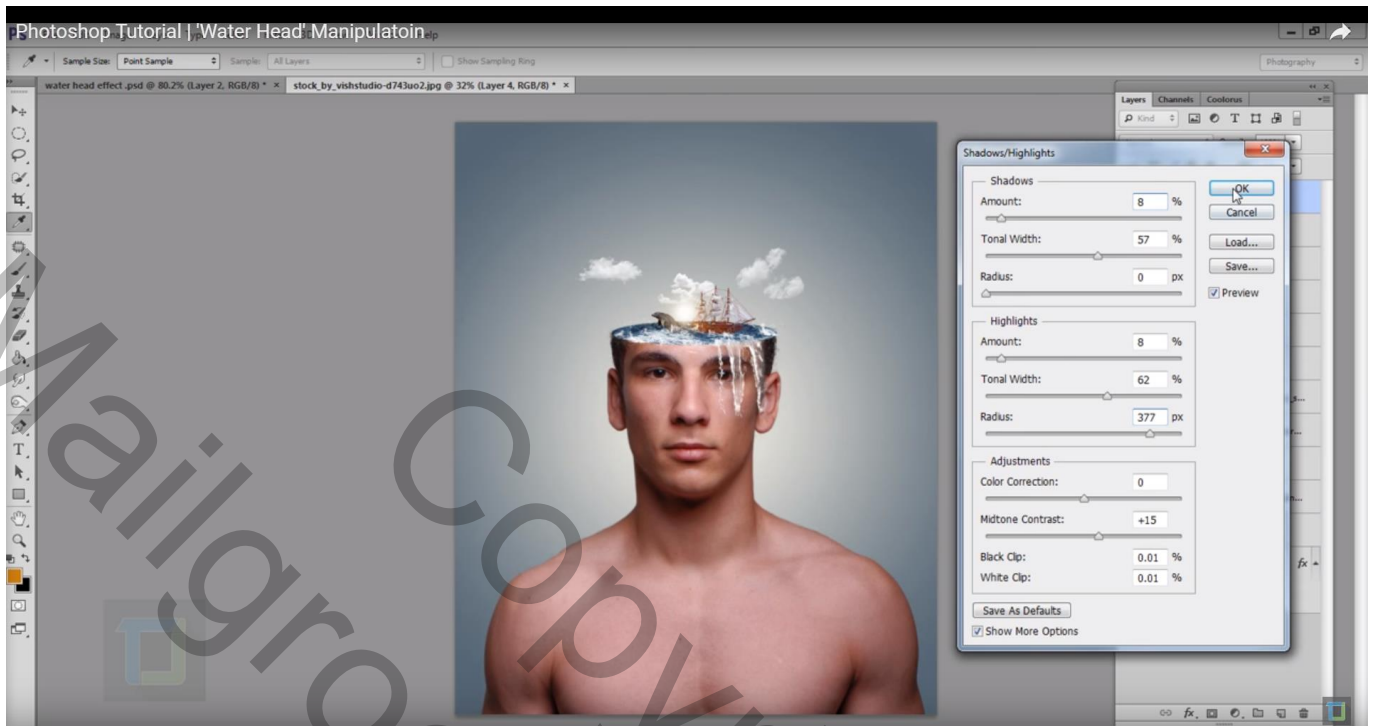 Photoshop Tutorial | 'Water Head' Manipulatoin
Sample Size: Point Sample Sample: All Layers Show Sampling Ring Photography
water head effect .psd @ 80.2% (Layer 2, RGB/8) * × stock_by_vishstudio-d743uo2.jpg @ 32% (Layer 4, RGB/8) * ×
Layers Channels Coolorus
Kind
Shadows/Highlights
Shadows
Amount: 8 %
Tonal Width: 57 %
Radius: 0 px
Highlights
Amount: 8 %
Tonal Width: 62 %
Radius: 377 px
Adjustments
Color Correction: 0
Midtone Contrast: +15
Black Clip: 0.01 %
White Clip: 0.01 %
Save As Defaults
Show More Options
OK
Cancel
Load...
Save...
Preview
fx
fx